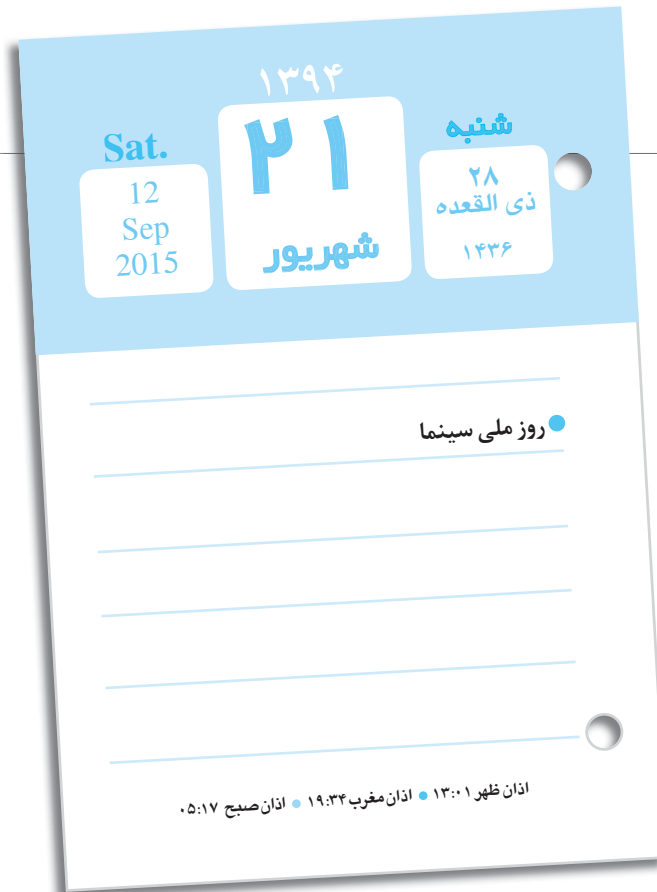 ۱۳۹۴
شنبه
۲۸
ذی القعده
۱۴۳۶
۲۱
شهریور
Sat.
12
Sep
2015
روز ملی سینما
اذان ظهر ۱۳:۰۱ ● اذان مغرب ۱۹:۳۴ ● اذان صبح ۰۵:۱۷